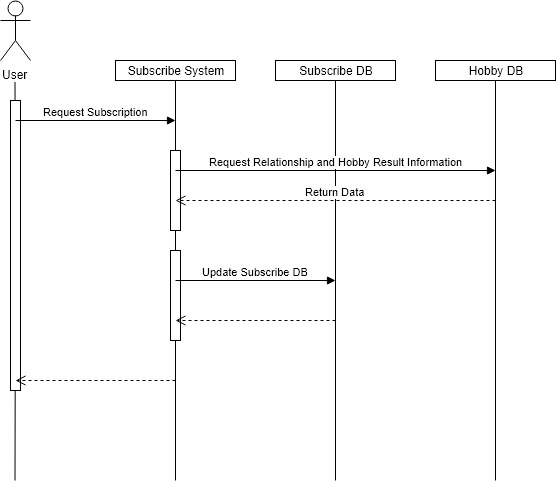 User
Subscribe System
Subscribe DB
Hobby DB
Request Subscription
Request Relationship and Hobby Result Information
Return Data
Update Subscribe DB